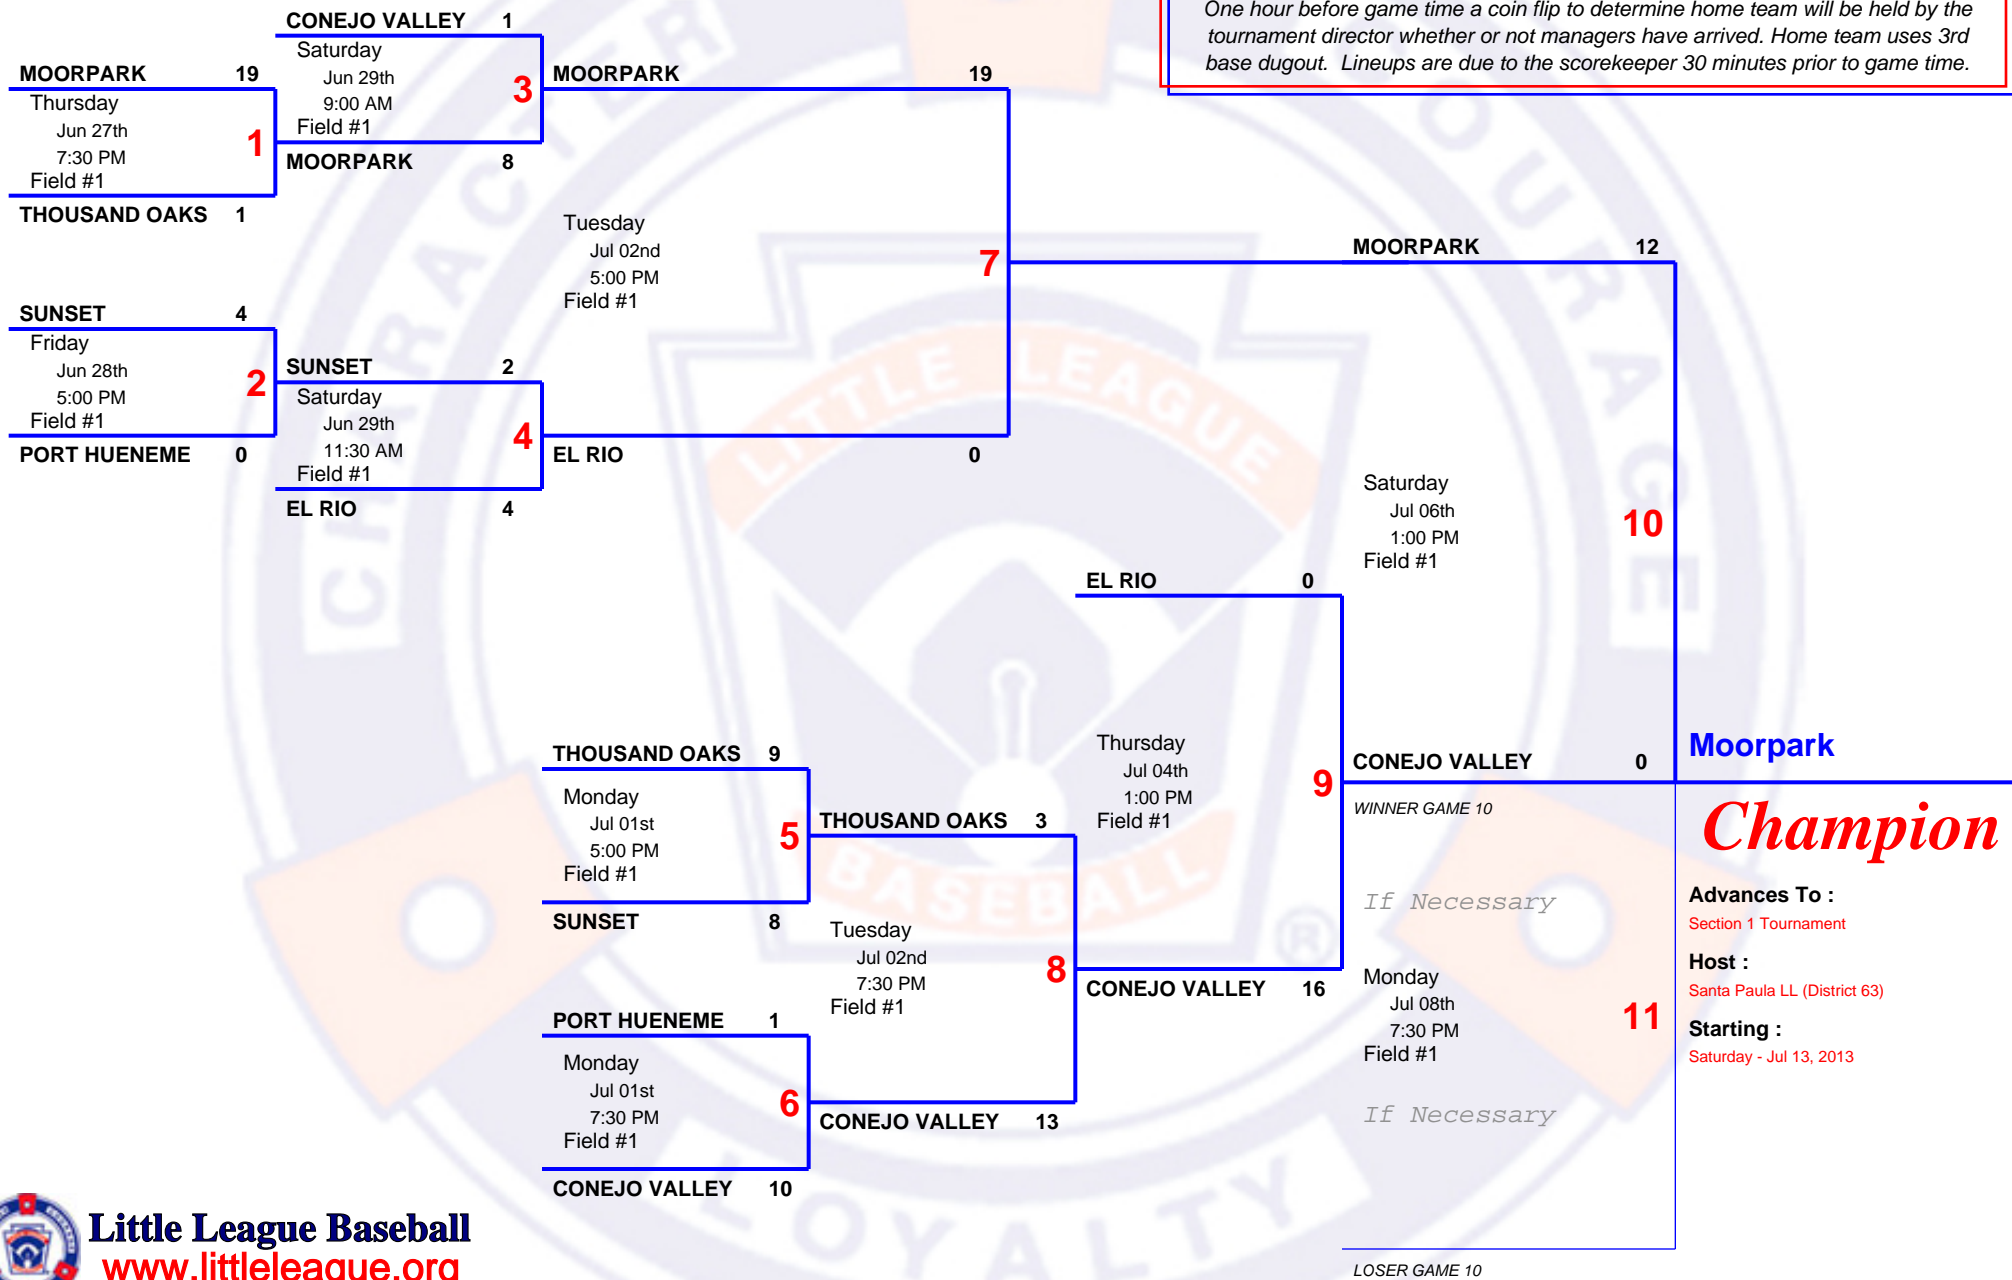 One hour before game time a coin flip to determine home team will be held by the
tournament director whether or not managers have arrived. Home team uses 3rd
base dugout.  Lineups are due to the scorekeeper 30 minutes prior to game time.
CONEJO VALLEY 1
Saturday
Jun 29th
9:00 AM
Field #1
3
MOORPARK 8
MOORPARK 19
Thursday
Jun 27th
7:30 PM
Field #1
1
THOUSAND OAKS 1
MOORPARK 19
Tuesday
Jul 02nd
5:00 PM
Field #1
7
EL RIO 0
SUNSET 4
Friday
Jun 28th
5:00 PM
Field #1
2
PORT HUENEME 0
SUNSET 2
Saturday
Jun 29th
11:30 AM
Field #1
4
EL RIO 4
MOORPARK 12
Saturday
Jul 06th
1:00 PM
Field #1
10
CONEJO VALLEY 0
EL RIO 0
Thursday
Jul 04th
1:00 PM
Field #1
9
CONEJO VALLEY 16
THOUSAND OAKS 9
Monday
Jul 01st
5:00 PM
Field #1
5
SUNSET 8
THOUSAND OAKS 3
Tuesday
Jul 02nd
7:30 PM
Field #1
8
CONEJO VALLEY 13
PORT HUENEME 1
Monday
Jul 01st
7:30 PM
Field #1
6
CONEJO VALLEY 10
WINNER GAME 10
If Necessary
Monday
Jul 08th
7:30 PM
Field #1
11
If Necessary
LOSER GAME 10
Moorpark
Champion
Advances To :
Section 1 Tournament
Host :
Santa Paula LL (District 63)
Starting :
Saturday - Jul 13, 2013
CHARACTER
COURAGE
LOYALTY
LITTLE LEAGUE
BASEBALL
®
Little League Baseball
www.littleleague.org